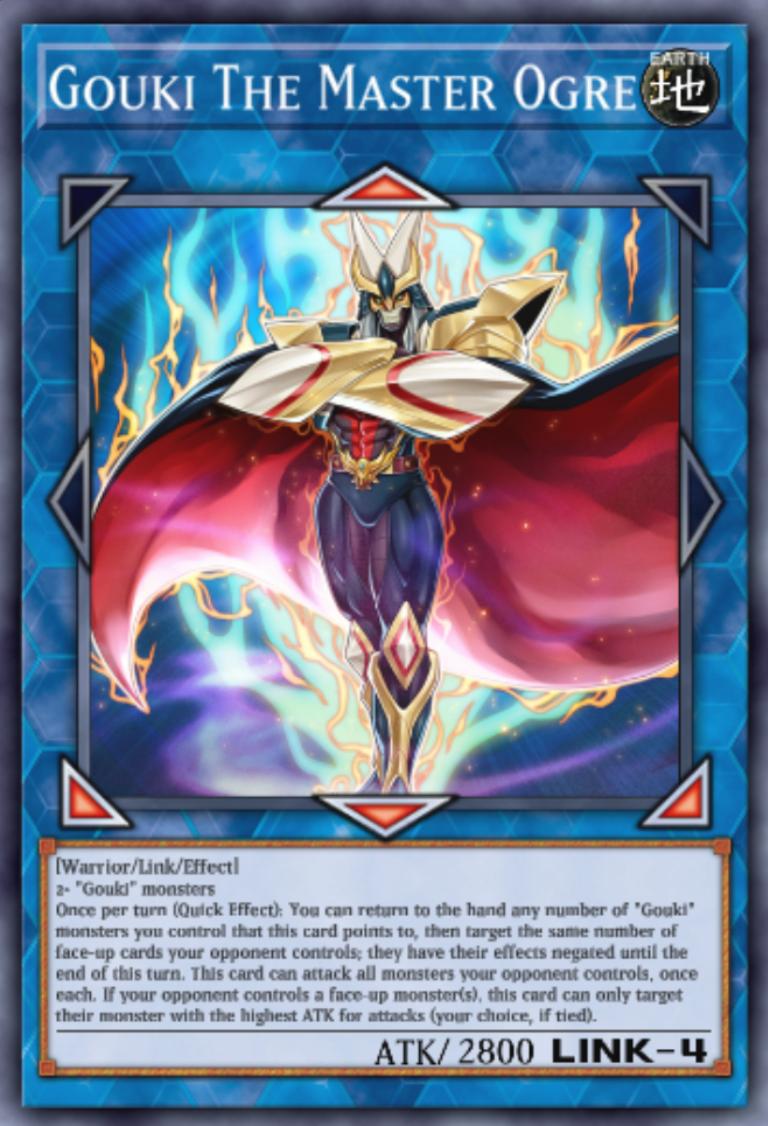 GOUKI THE MASTER OGRE
EARTH
地
[Warrior/Link/Effect]
2+ "Gouki" monsters
Once per turn (Quick Effect): You can return to the hand any number of "Gouki"
monsters you control that this card points to, then target the same number of
face-up cards your opponent controls; they have their effects negated until the
end of this turn. This card can attack all monsters your opponent controls, once
each. If your opponent controls a face-up monster(s), this card can only target
their monster with the highest ATK for attacks (your choice, if tied).
ATK/ 2800 LINK-4